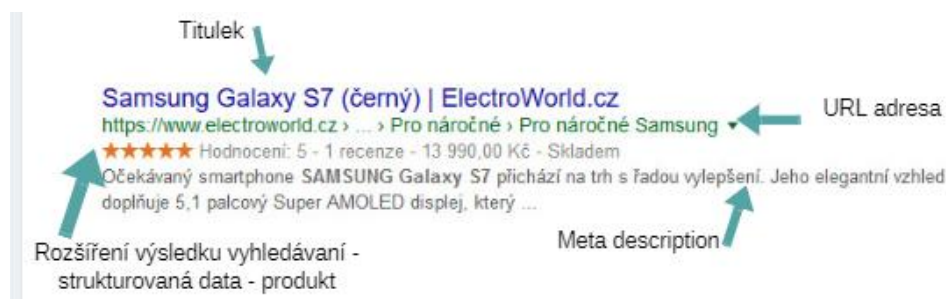 Titulek
Samsung Galaxy S7 (černý) | ElectroWorld.cz
https://www.electroworld.cz › ... › Pro náročné › Pro náročné Samsung
URL adresa
Hodnocení: 5 - 1 recenze - 13 990,00 Kč - Skladem
Očekávaný smartphone SAMSUNG Galaxy S7 přichází na trh s řadou vylepšení. Jeho elegantní vzhled
doplňuje 5,1 palcový Super AMOLED displej, který ...
Rozšíření výsledku vyhledávaní -
strukturovaná data - produkt
Meta description